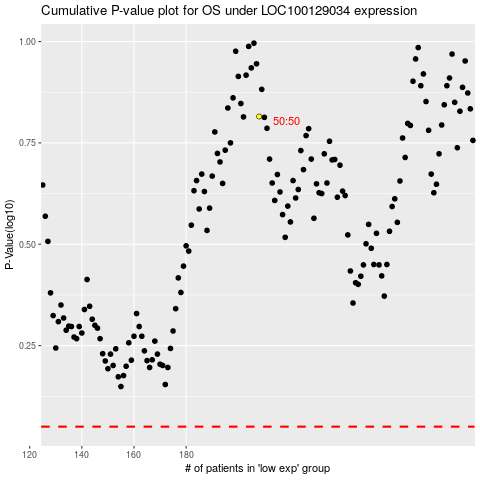 Cumulative P-value plot for OS under LOC100129034 expression
P-Value(log10)
1.00
0.75
0.50
0.25
50:50
120 140 160 180
# of patients in 'low exp' group